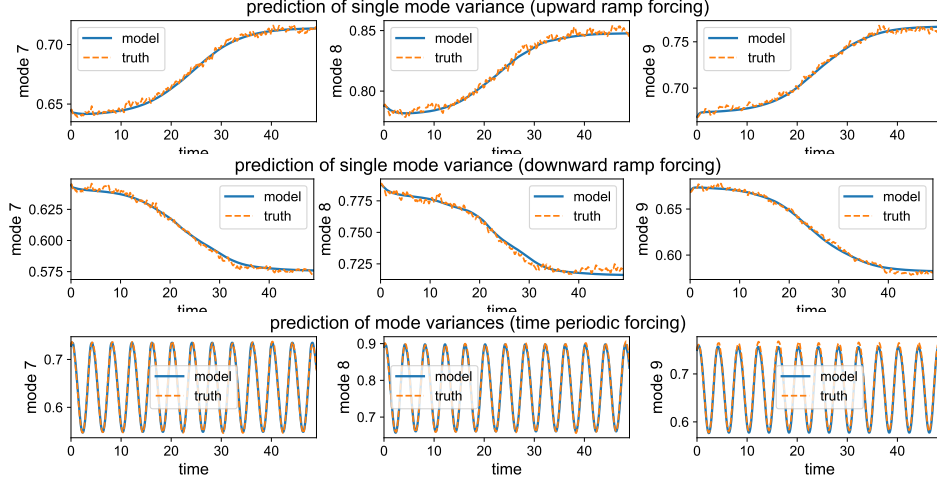 prediction of single mode variance (upward ramp forcing)
mode 7
0.70
0.65
model
truth
0 10 20 30 40
time
mode 8
0.85
0.80
model
truth
0 10 20 30 40
time
mode 9
0.75
0.70
model
truth
0 10 20 30 40
time
prediction of single mode variance (downward ramp forcing)
mode 7
0.625
0.600
0.575
model
truth
0 10 20 30 40
time
mode 8
0.775
0.750
0.725
model
truth
0 10 20 30 40
time
mode 9
0.65
0.60
model
truth
0 10 20 30 40
time
prediction of mode variances (time periodic forcing)
mode 7
0.7
0.6
model
truth
0 10 20 30 40
time
mode 8
0.9
0.8
0.7
model
truth
0 10 20 30 40
time
mode 9
0.7
0.6
model
truth
0 10 20 30 40
time